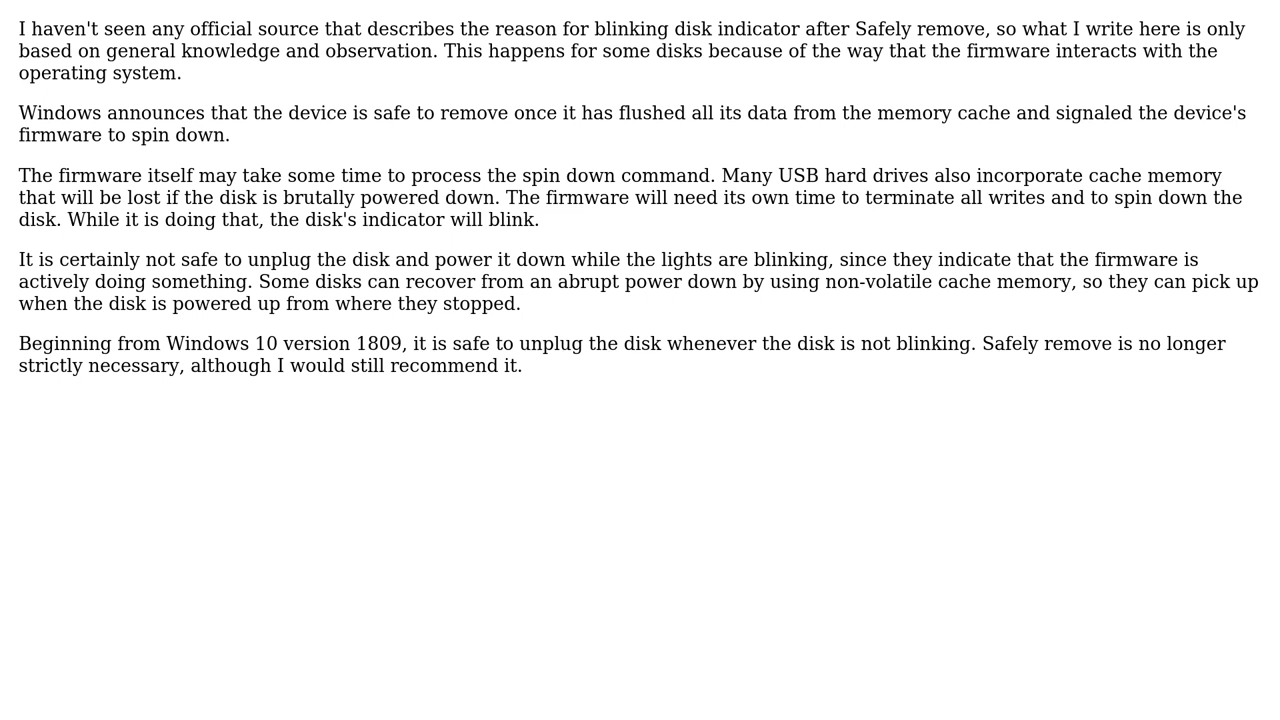 I haven't seen any official source that describes the reason for blinking disk indicator after Safely remove, so what I write here is only
based on general knowledge and observation. This happens for some disks because of the way that the firmware interacts with the
operating system.
Windows announces that the device is safe to remove once it has flushed all its data from the memory cache and signaled the device's
firmware to spin down.
The firmware itself may take some time to process the spin down command. Many USB hard drives also incorporate cache memory
that will be lost if the disk is brutally powered down. The firmware will need its own time to terminate all writes and to spin down the
disk. While it is doing that, the disk's indicator will blink.
It is certainly not safe to unplug the disk and power it down while the lights are blinking, since they indicate that the firmware is
actively doing something. Some disks can recover from an abrupt power down by using non-volatile cache memory, so they can pick up
when the disk is powered up from where they stopped.
Beginning from Windows 10 version 1809, it is safe to unplug the disk whenever the disk is not blinking. Safely remove is no longer
strictly necessary, although I would still recommend it.